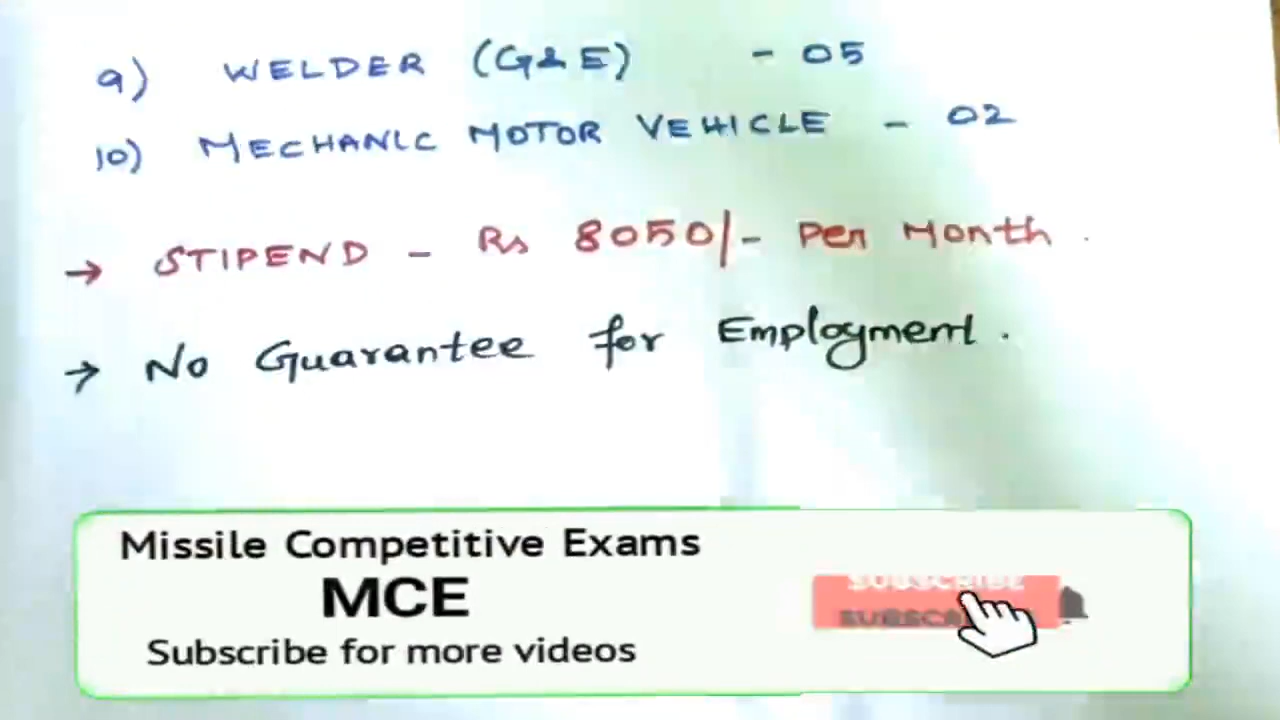 9) WELDER (G&E) - 05
10) MECHANIC MOTOR VEHICLE - 02
→ STIPEND - Rs 8050/- Per Month.
→ No Guarantee for Employment.
Missile Competitive Exams
MCE
Subscribe for more videos
SUBSCRIBE